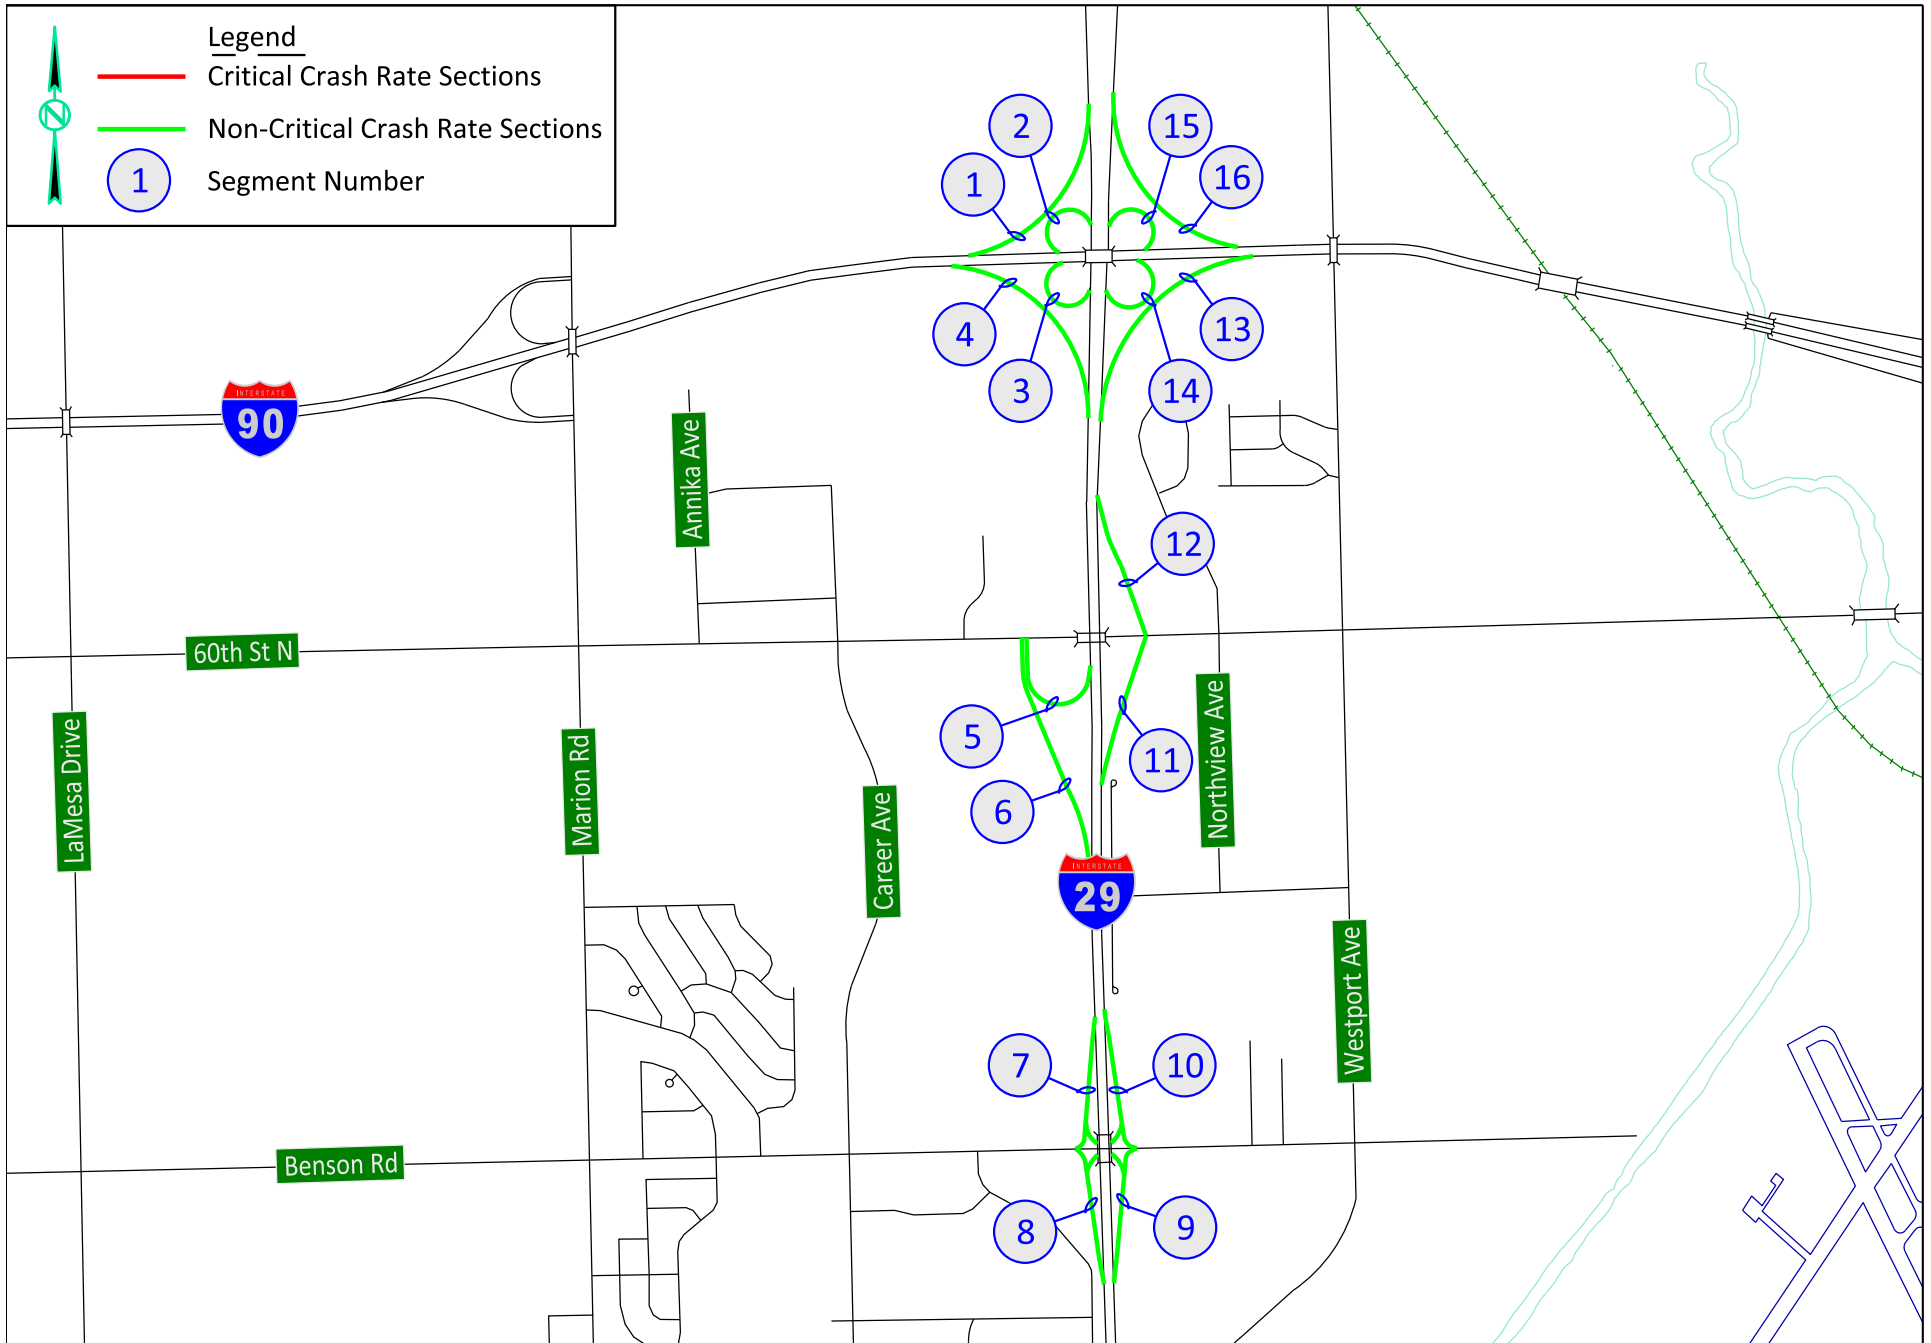 Legend
Critical Crash Rate Sections
N
Non-Critical Crash Rate Sections
1
Segment Number
2
15
1
16
4
13
3
14
INTERSTATE
90
Annika Ave
12
60th St N
5
11
6
LaMesa Drive
Marion Rd
Career Ave
Northview Ave
INTERSTATE
29
Westport Ave
7
10
Benson Rd
8
9